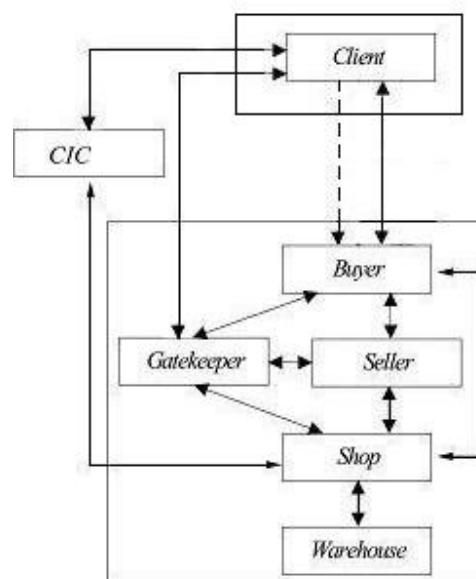 Client
CIC
Buyer
Gatekeeper
Seller
Shop
Warehouse